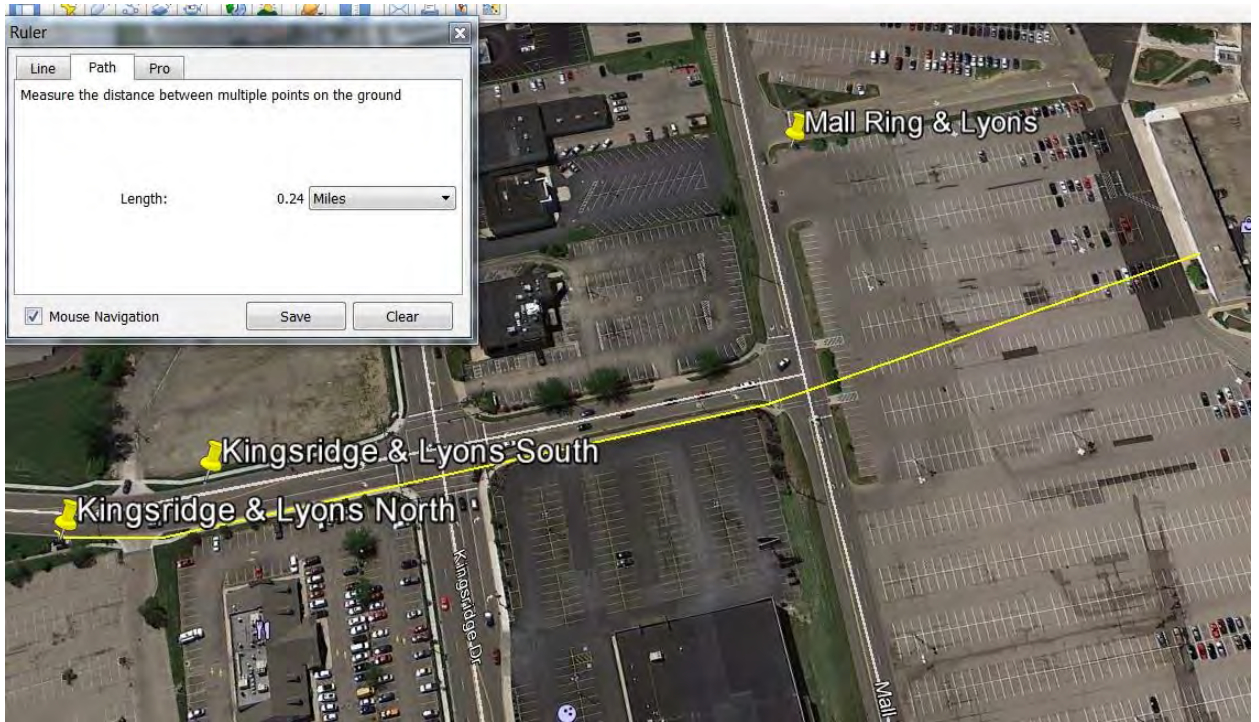 Ruler
Line Path Pro
Measure the distance between multiple points on the ground
Length: 0.24 Miles
Mouse Navigation Save Clear
Mall Ring & Lyons
Kingsridge & Lyons South
Kingsridge & Lyons North
Kingsridge Dr
Mall